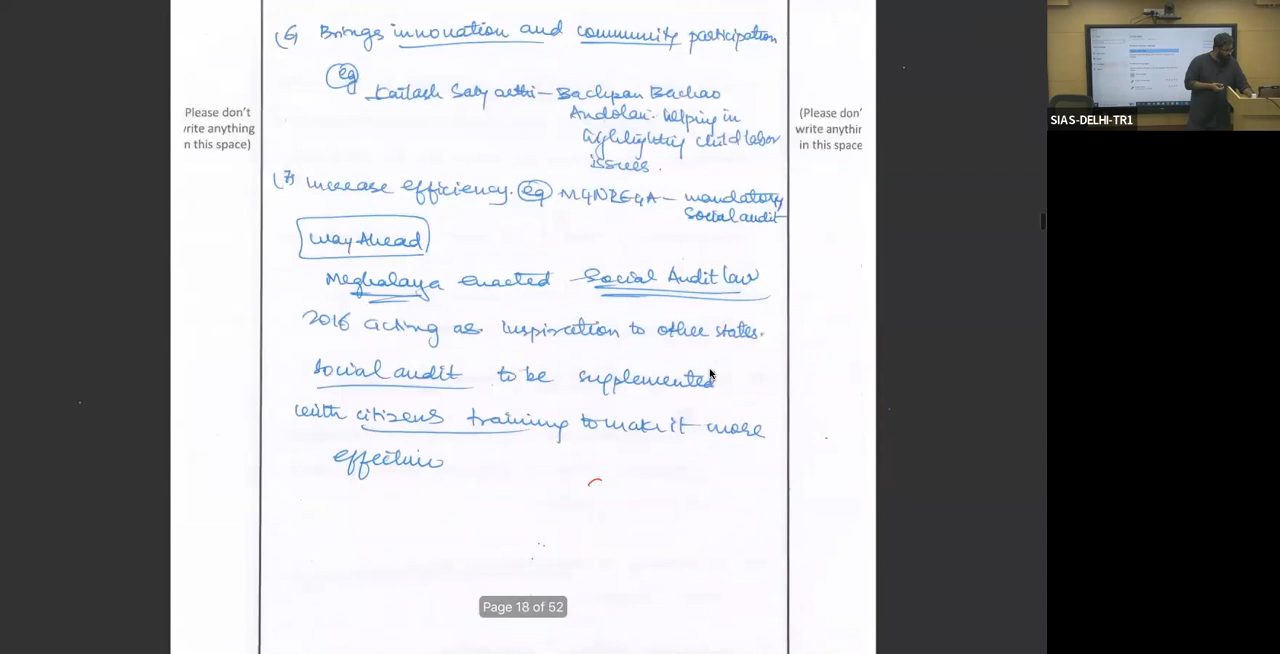 (6) Brings innovation and community participation
eg
Kailash Satyarthi - Bachpan Bachao
Andolan. helping in
highlighting child labor
issues.
Please don't
write anything
n this space)
(Please don'
write anythin
in this space
SIAS-DELHI-TR1
(7) Increase efficiency. eg MGNREGA - mandatory
Social audit
Way Ahead
Meghalaya enacted Social Audit law
2016 acting as inspiration to other states.
Social audit to be supplemented
with citizens training to make it more
effective
Page 18 of 52